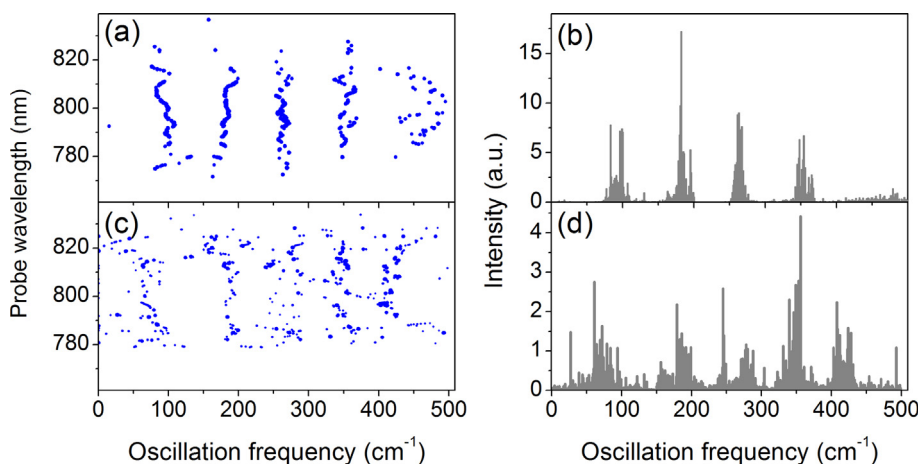 (a)
(b)
(c)
(d)
820
800
780
820
800
780
Probe wavelength (nm)
0 100 200 300 400 500
Oscillation frequency (cm-1)
15
10
5
0
4
3
2
1
0
Intensity (a.u.)
100 200 300 400 500
Oscillation frequency (cm-1)